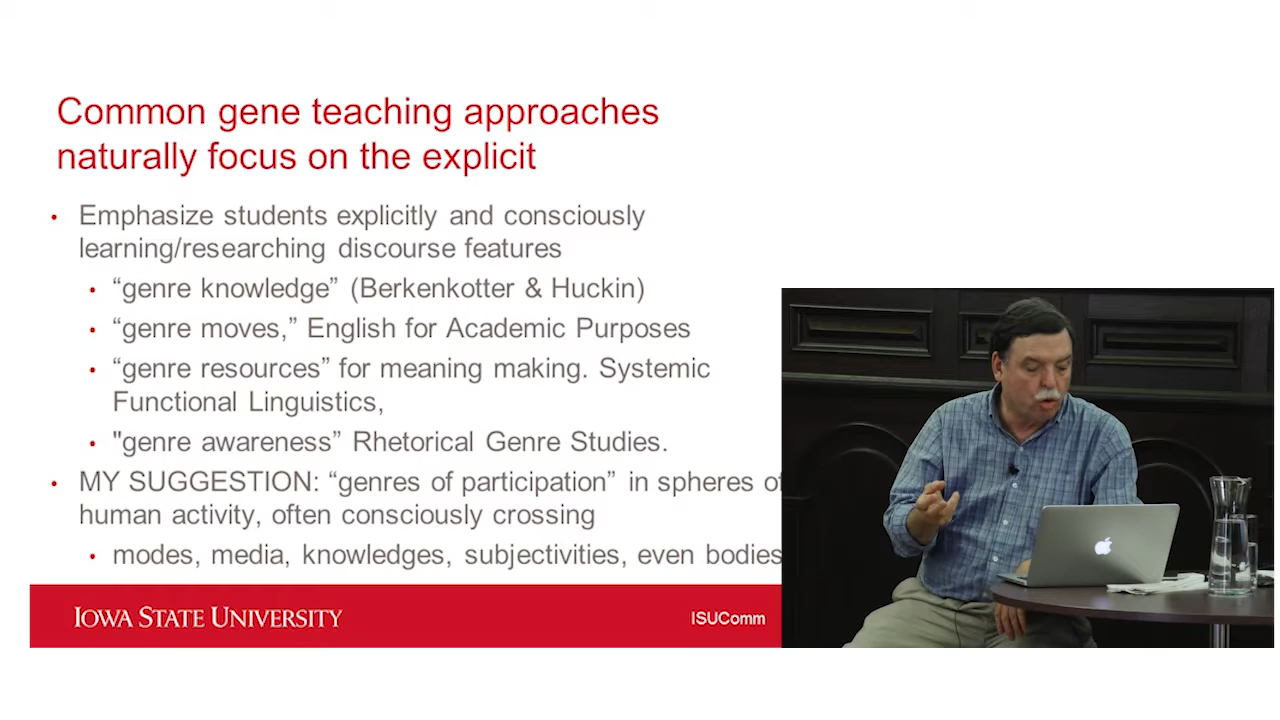 Common gene teaching approaches
naturally focus on the explicit
• Emphasize students explicitly and consciously
learning/researching discourse features
• “genre knowledge” (Berkenkotter & Huckin)
• “genre moves,” English for Academic Purposes
• “genre resources” for meaning making. Systemic
Functional Linguistics,
• "genre awareness” Rhetorical Genre Studies.
• MY SUGGESTION: “genres of participation” in spheres of
human activity, often consciously crossing
• modes, media, knowledges, subjectivities, even bodies
IOWA STATE UNIVERSITY
ISUComm